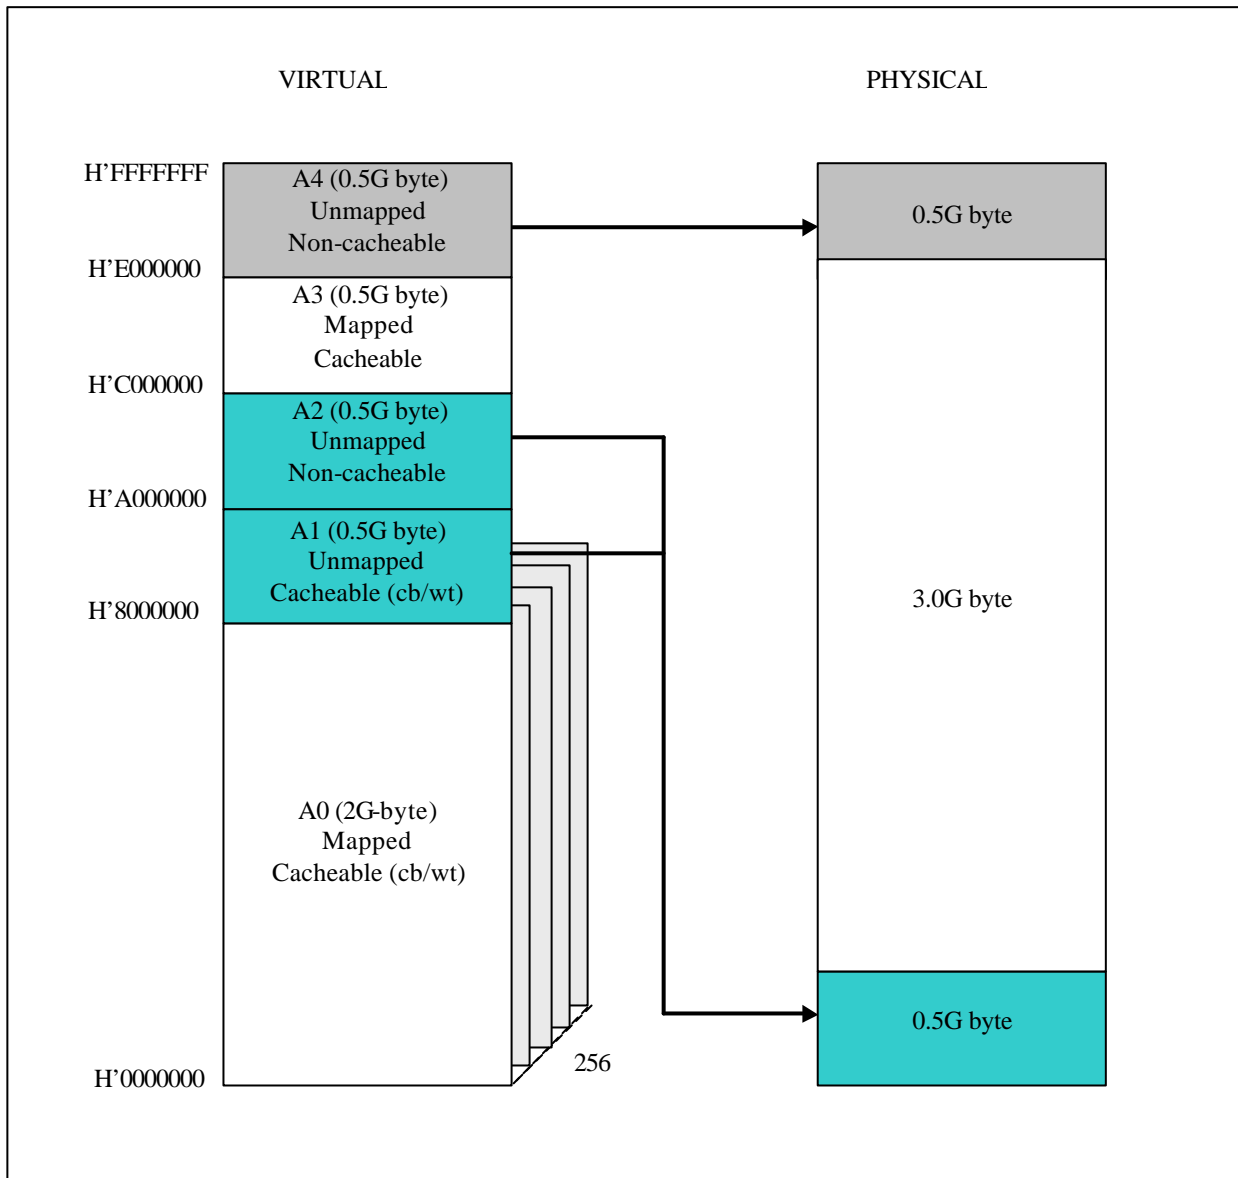 VIRTUAL
PHYSICAL
H'FFFFFFF
A4 (0.5G byte)
Unmapped
Non-cacheable
0.5G byte
H'E000000
A3 (0.5G byte)
Mapped
Cacheable
H'C000000
A2 (0.5G byte)
Unmapped
Non-cacheable
H'A000000
A1 (0.5G byte)
Unmapped
Cacheable (cb/wt)
H'8000000
3.0G byte
A0 (2G-byte)
Mapped
Cacheable (cb/wt)
0.5G byte
256
H'0000000